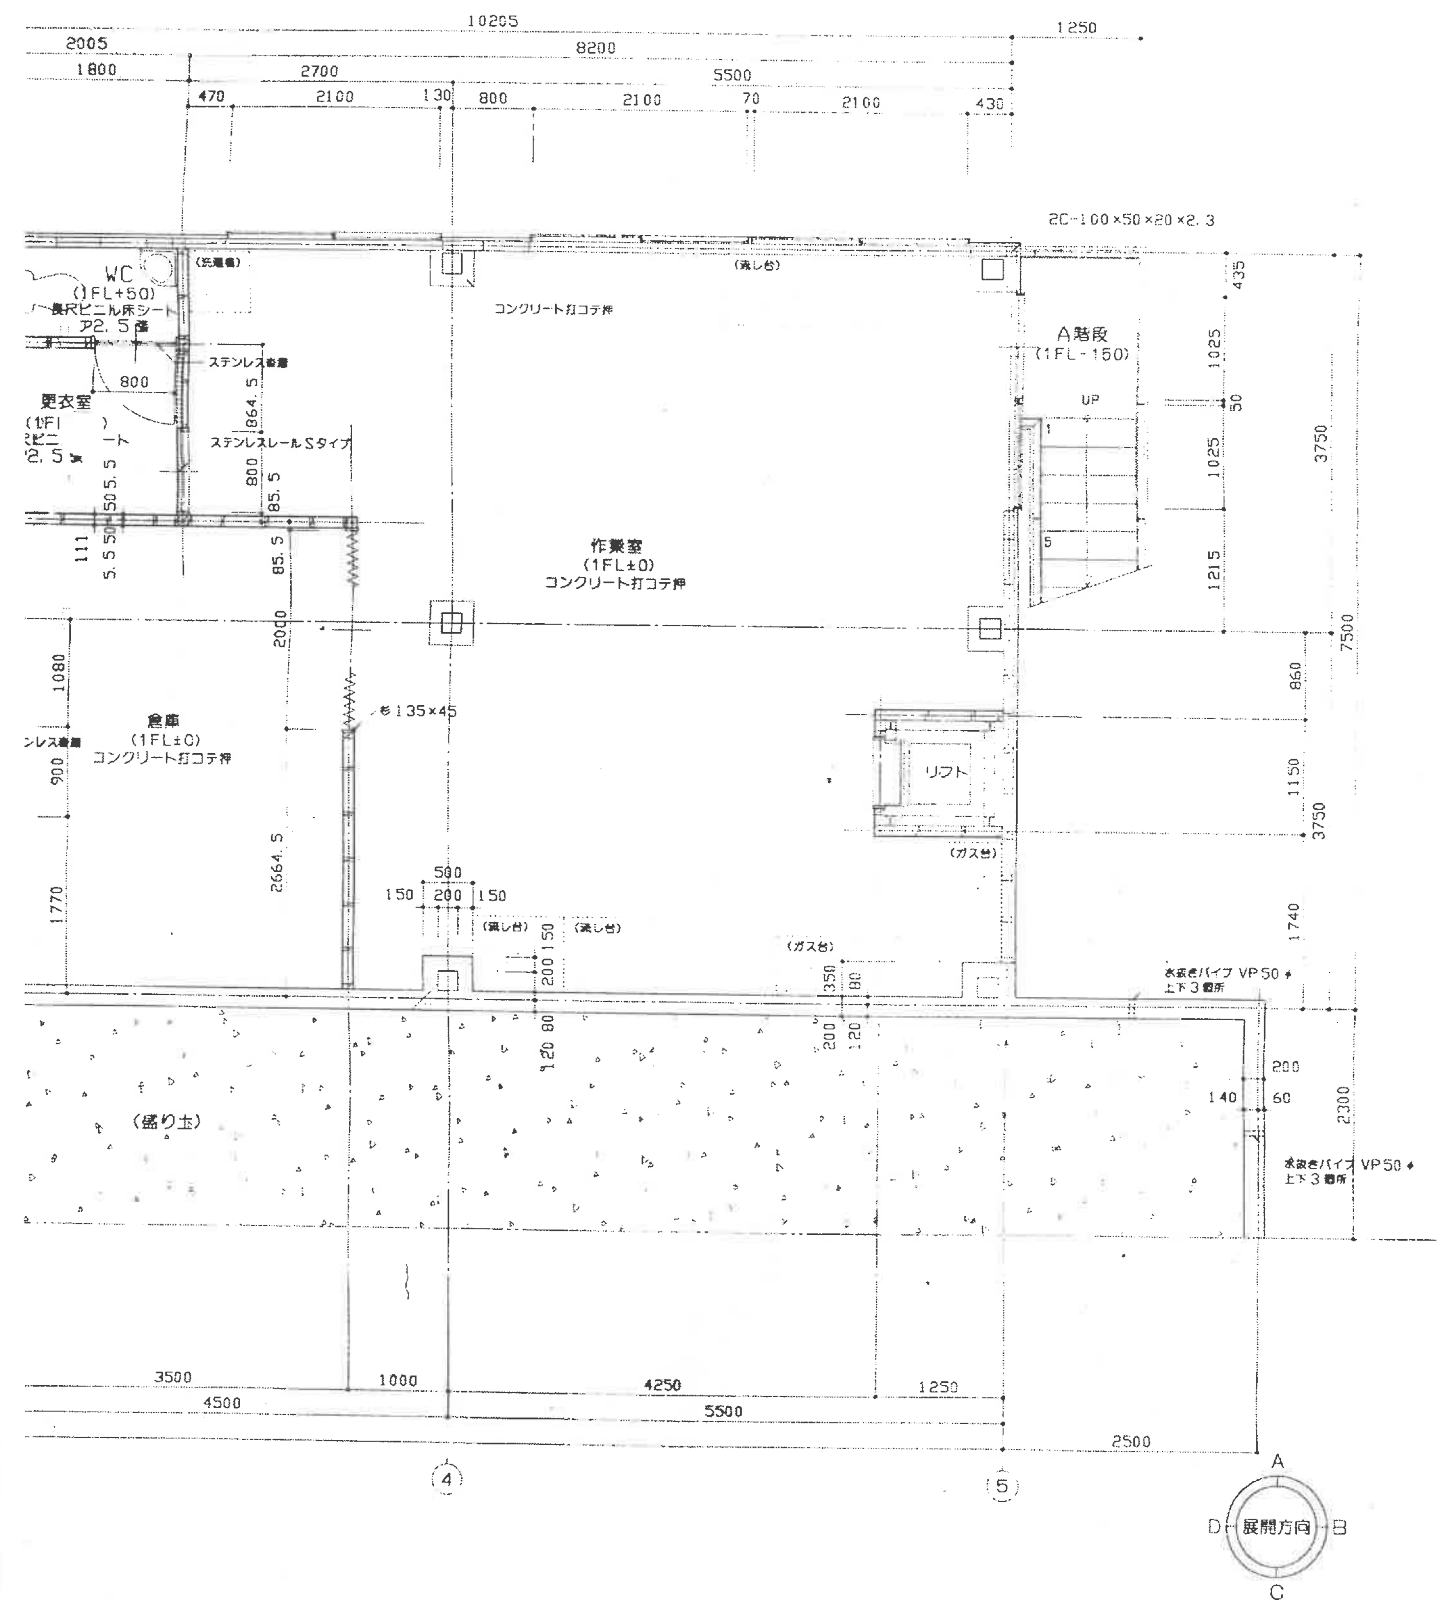 10205
1250
2005
8200
1800
2700
5500
470
2100
130
800
2100
70
2100
430
2C-100×50×20×2.3
WC
(1FL+50)
長尺ビニル床シート
ア2.5張
(洗濯機)
(流し台)
コンクリート打コテ押
435
A階段
(1FL-150)
1025
ステンレス沓摺
800
更衣室
864.5
UP
50
3750
1
ステンレスレールSタイプ
800
85.5
1025
2.5
505.5
111
5.550
85.5
作業室
(1FL±0)
コンクリート打コテ押
5
1215
2000
7500
1080
860
杉135×45
倉庫
(1FL±0)
コンクリート打コテ押
900
リフト
1150
3750
(ガス台)
2664.5
500
150
200
150
1770
(流し台)
150
(流し台)
(ガス台)
1740
200
350
80
水抜きパイプ VP50φ
上下3箇所
120 80
200
120
200
140
60
2300
(盛り土)
水抜きパイプ VP50φ
上下3箇所
3500
1000
4250
1250
4500
5500
2500
4
5
A
D
展開方向
B
C